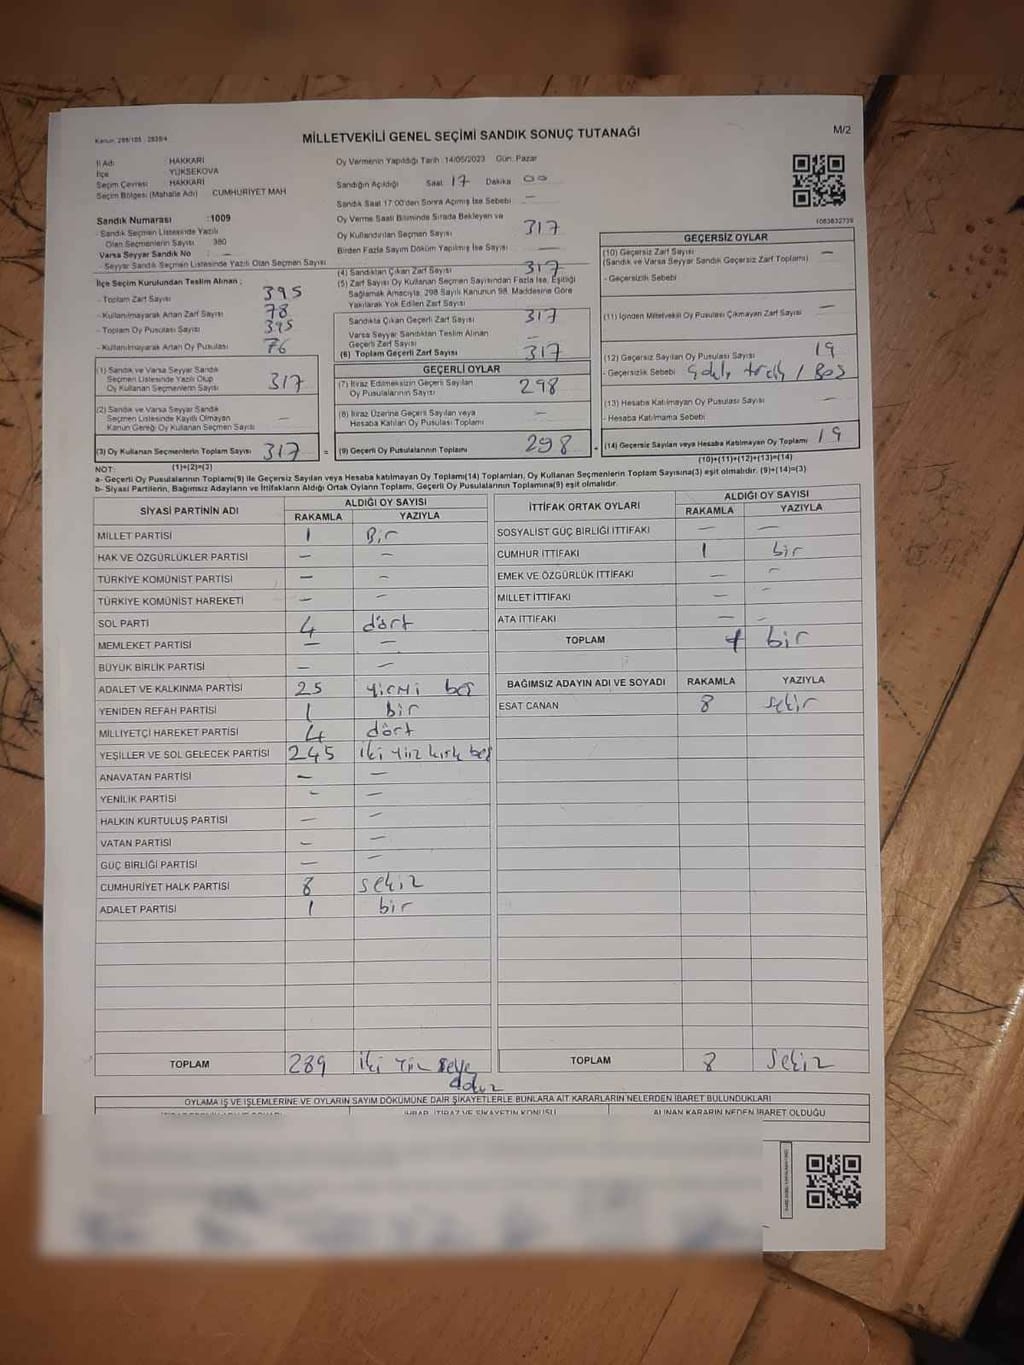 Kanun: 298/105 - 2839/4
MİLLETVEKİLİ GENEL SEÇİMİ SANDIK SONUÇ TUTANAĞI
M/2
İl Adı HAKKARİ
İlçe YÜKSEKOVA
Seçim Çevresi HAKKARİ
Seçim Bölgesi (Mahalle Adı) CUMHURİYET MAH
Oy Vermenin Yapıldığı Tarih :14/05/2023 Gün: Pazar
Sandığın Açıldığı Saat 17 Dakika 00
Sandık Saat 17:00'den Sonra Açılmış İse Sebebi —
Sandık Numarası :1009
- Sandık Seçmen Listesinde Yazılı
Olan Seçmenlerin Sayısı 380
Varsa Seyyar Sandık No —
- Seyyar Sandık Seçmen Listesinde Yazılı Olan Seçmen Sayısı
Oy Verme Saati Bitiminde Sırada Bekleyen ve
Oy Kullandırılan Seçmen Sayısı 317
Birden Fazla Sayım Döküm Yapılmış İse Sayısı —
1083832739
İlçe Seçim Kurulundan Teslim Alınan :
- Toplam Zarf Sayısı 395
- Kullanılmayarak Artan Zarf Sayısı 78
- Toplam Oy Pusulası Sayısı 395
- Kullanılmayarak Artan Oy Pusulası 76
(4) Sandıktan Çıkan Zarf Sayısı 317
(5) Zarf Sayısı Oy Kullanan Seçmen Sayısından Fazla İse, Eşitliği
Sağlamak Amacıyla, 298 Sayılı Kanunun 98. Maddesine Göre
Yakılarak Yok Edilen Zarf Sayısı
Sandıkta Çıkan Geçerli Zarf Sayısı 317
Varsa Seyyar Sandıktan Teslim Alınan
Geçerli Zarf Sayısı —
(6) Toplam Geçerli Zarf Sayısı 317
GEÇERSİZ OYLAR
(10) Geçersiz Zarf Sayısı —
(Sandık ve Varsa Seyyar Sandık Geçersiz Zarf Toplamı)
- Geçersizlik Sebebi
(11) İçinden Milletvekili Oy Pusulası Çıkmayan Zarf Sayısı —
(12) Geçersiz Sayılan Oy Pusulası Sayısı 19
- Geçersizlik Sebebi / Boş
(13) Hesaba Katılmayan Oy Pusulası Sayısı —
- Hesaba Katılmama Sebebi
(14) Geçersiz Sayılan veya Hesaba Katılmayan Oy Toplamı 19
(10)+(11)+(12)+(13)=(14)
(1) Sandık ve Varsa Seyyar Sandık
Seçmen Listesinde Yazılı Olup
Oy Kullanan Seçmenlerin Sayısı 317
(2) Sandık ve Varsa Seyyar Sandık
Seçmen Listesinde Kayıtlı Olmayan
Kanun Gereği Oy Kullanan Seçmen Sayısı —
(3) Oy Kullanan Seçmenlerin Toplam Sayısı 317
(1)+(2)=(3)
GEÇERLİ OYLAR
(7) İtiraz Edilmeksizin Geçerli Sayılan
Oy Pusulalarının Sayısı 298
(8) İtiraz Üzerine Geçerli Sayılan veya
Hesaba Katılan Oy Pusulası Toplamı —
= (9) Geçerli Oy Pusulalarının Toplamı 298 +
NOT:
a- Geçerli Oy Pusulalarının Toplamı(9) ile Geçersiz Sayılan veya Hesaba Katılmayan Oy Toplamı(14) Toplamları, Oy Kullanan Seçmenlerin Toplam Sayısına(3) eşit olmalıdır. (9)+(14)=(3)
b- Siyasi Partilerin, Bağımsız Adayların ve İttifakların Aldığı Ortak Oyların Toplamı, Geçerli Oy Pusulalarının Toplamına(9) eşit olmalıdır.
SİYASİ PARTİNİN ADI
ALDIĞI OY SAYISI
RAKAMLA YAZIYLA
MİLLET PARTİSİ 1 Bir
HAK VE ÖZGÜRLÜKLER PARTİSİ — —
TÜRKİYE KOMÜNİST PARTİSİ — —
TÜRKİYE KOMÜNİST HAREKETİ — —
SOL PARTİ 4 dört
MEMLEKET PARTİSİ — —
BÜYÜK BİRLİK PARTİSİ — —
ADALET VE KALKINMA PARTİSİ 25 yirmi beş
YENİDEN REFAH PARTİSİ 1 bir
MİLLİYETÇİ HAREKET PARTİSİ 4 dört
YEŞİLLER VE SOL GELECEK PARTİSİ 245 iki yüz kırk beş
ANAVATAN PARTİSİ — —
YENİLİK PARTİSİ — —
HALKIN KURTULUŞ PARTİSİ — —
VATAN PARTİSİ — —
GÜÇ BİRLİĞİ PARTİSİ — —
CUMHURİYET HALK PARTİSİ 8 sekiz
ADALET PARTİSİ 1 bir
TOPLAM 289 iki yüz
İTTİFAK ORTAK OYLARI
ALDIĞI OY SAYISI
RAKAMLA YAZIYLA
SOSYALİST GÜÇ BİRLİĞİ İTTİFAKI — —
CUMHUR İTTİFAKI 1 bir
EMEK VE ÖZGÜRLÜK İTTİFAKI — —
MİLLET İTTİFAKI — —
ATA İTTİFAKI — —
TOPLAM 1 bir
BAĞIMSIZ ADAYIN ADI VE SOYADI RAKAMLA YAZIYLA
ESAT CANAN 8 sekiz
TOPLAM 8 sekiz
OYLAMA İŞ VE İŞLEMLERİNE VE OYLARIN SAYIM DÖKÜMÜNE DAİR ŞİKAYETLERLE BUNLARA AİT KARARLARIN NELERDEN İBARET BULUNDUKLARI
İHBAR, İTİRAZ VE ŞİKAYETİN KONUSU
ALINAN KARARIN NEDEN İBARET OLDUĞU